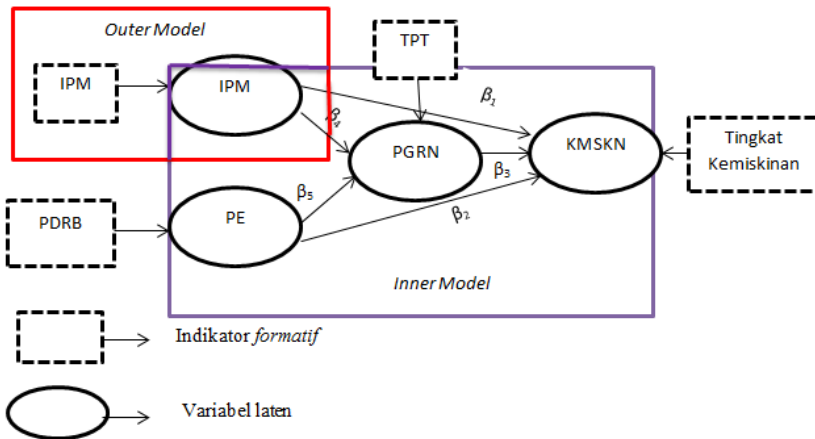 Outer Model
TPT
IPM
IPM
β1
β4
PGRN
KMSKN
Tingkat
Kemiskinan
β3
β5
PDRB
PE
β2
Inner Model
Indikator formatif
Variabel laten